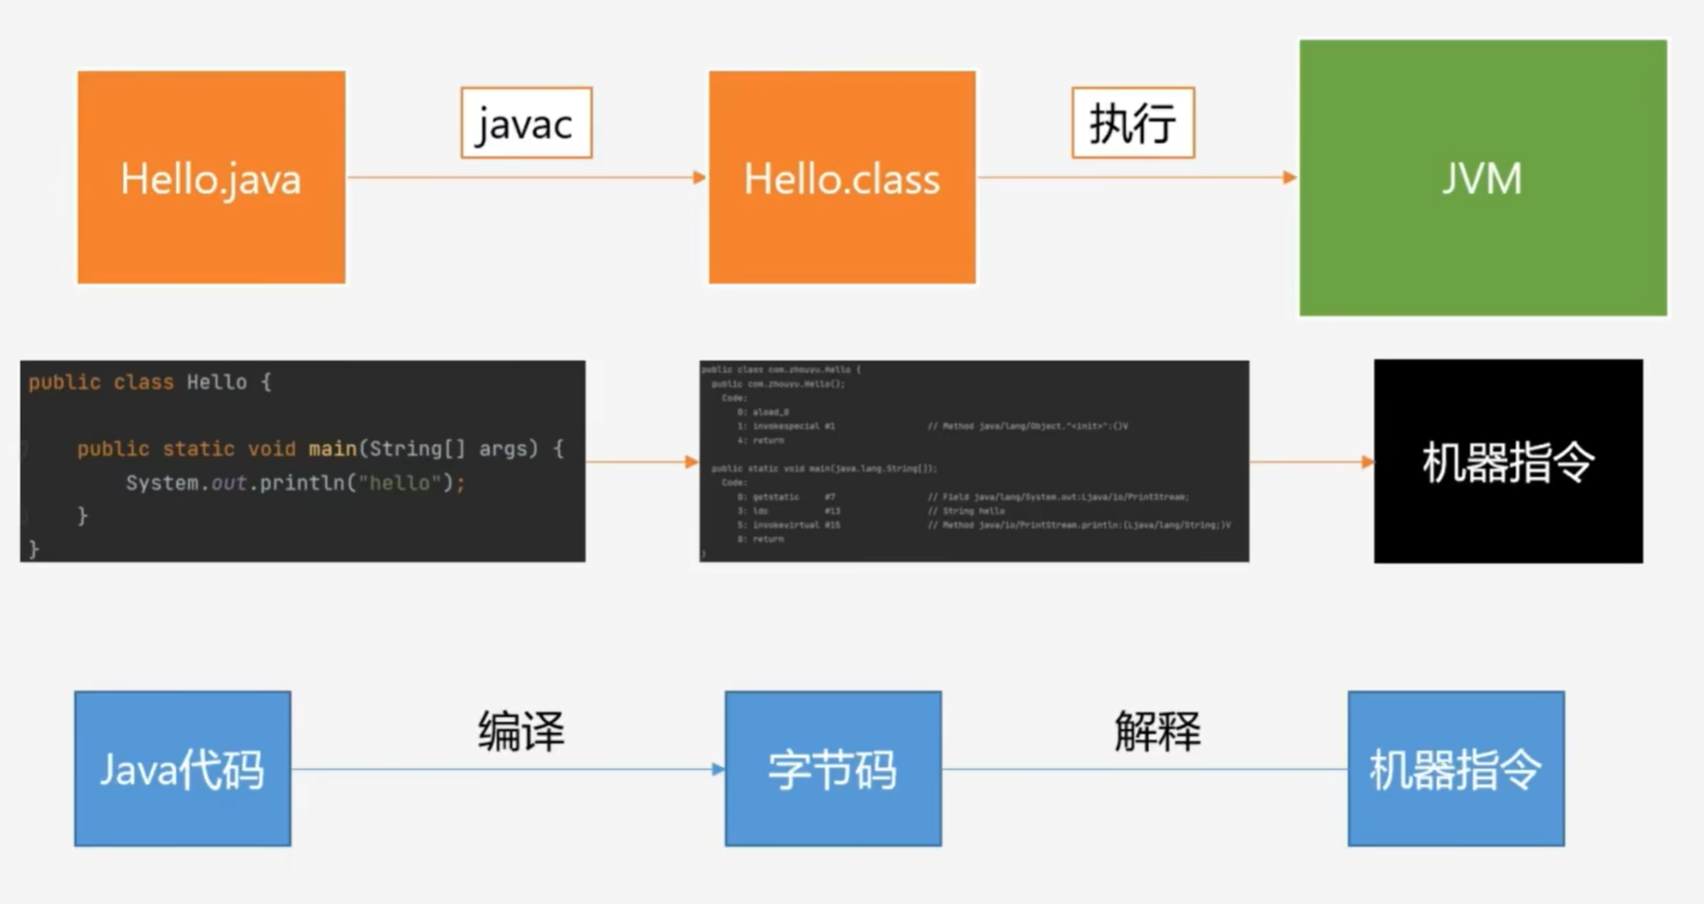 Hello.java
javac
Hello.class
执行
JVM
public class Hello {
public static void main(String[] args) {
System.out.println("hello");
}
}
public class com.zhouyu.Hello {
public com.zhouyu.Hello();
Code:
0: aload_0
1: invokespecial #1 // Method java/lang/Object."<init>":()V
4: return
public static void main(java.lang.String[]);
Code:
0: getstatic #7 // Field java/lang/System.out:Ljava/io/PrintStream;
3: ldc #13 // String hello
5: invokevirtual #15 // Method java/io/PrintStream.println:(Ljava/lang/String;)V
8: return
}
机器指令
Java代码
编译
字节码
解释
机器指令